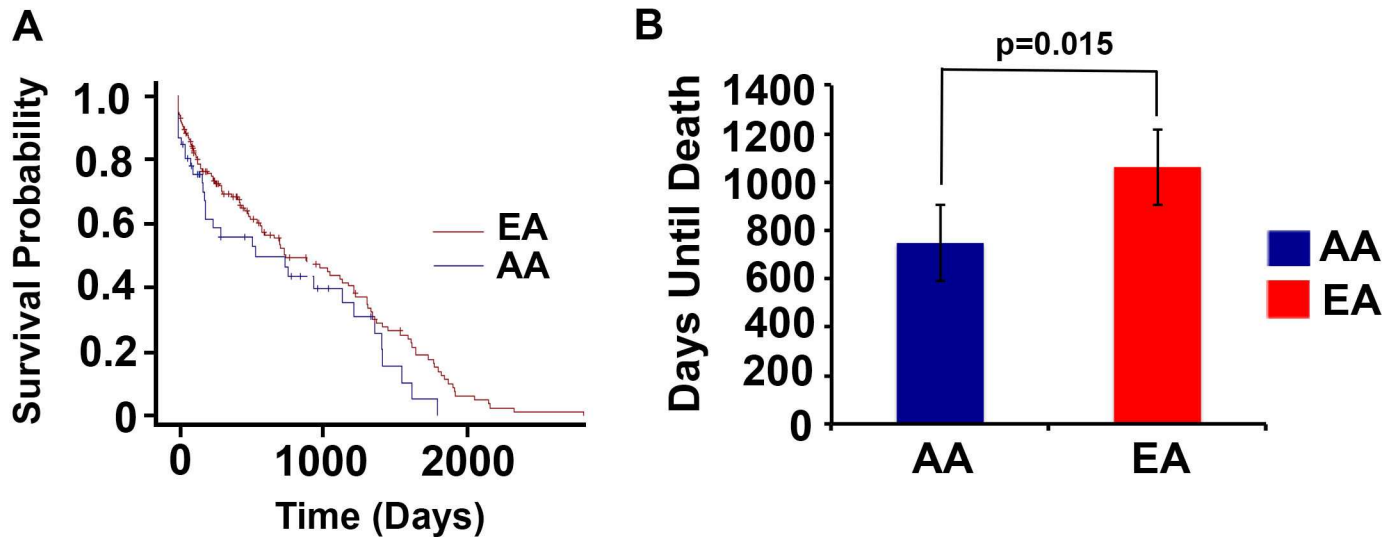 A
Survival Probability
1.0
0.8
0.6
0.4
0.2
0
0 1000 2000
Time (Days)
EA
AA
B
p=0.015
Days Until Death
1400
1200
1000
800
600
400
200
0
AA EA
AA
EA